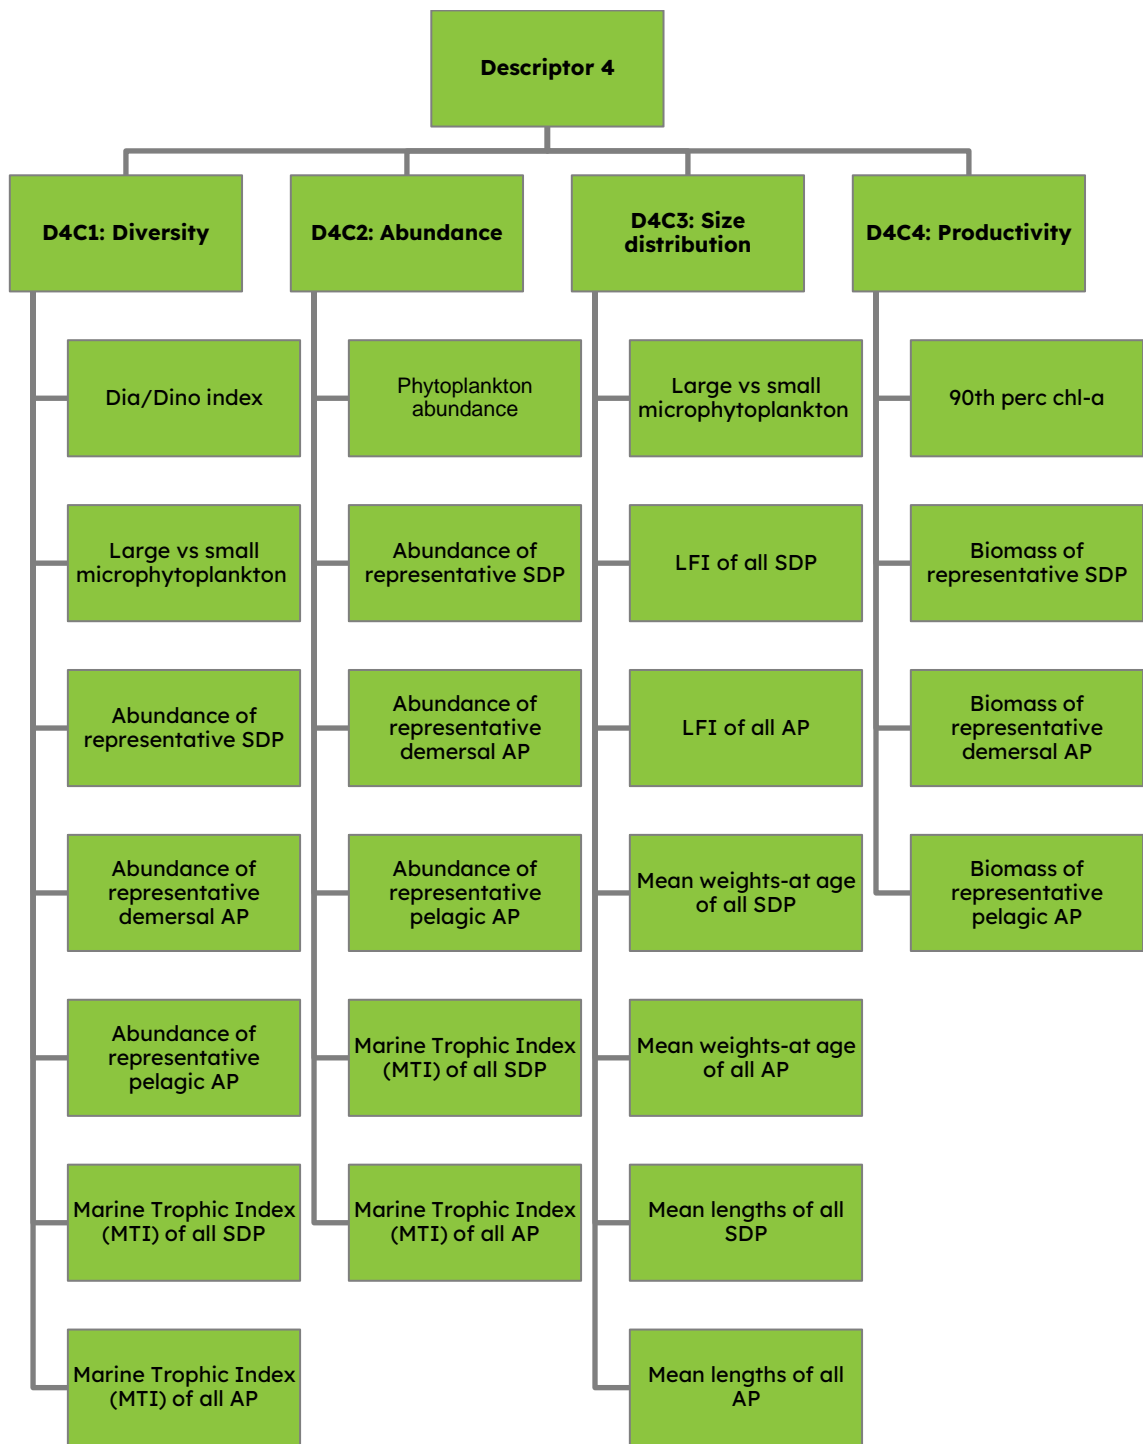 Descriptor 4
D4C1: Diversity
Dia/Dino index
Large vs small
microphytoplankton
Abundance of
representative SDP
Abundance of
representative
demersal AP
Abundance of
representative
pelagic AP
Marine Trophic Index
(MTI) of all SDP
Marine Trophic Index
(MTI) of all AP
D4C2: Abundance
Phytoplankton
abundance
Abundance of
representative SDP
Abundance of
representative
demersal AP
Abundance of
representative
pelagic AP
Marine Trophic Index
(MTI) of all SDP
Marine Trophic Index
(MTI) of all AP
D4C3: Size
distribution
Large vs small
microphytoplankton
LFI of all SDP
LFI of all AP
Mean weights-at age
of all SDP
Mean weights-at age
of all AP
Mean lengths of all
SDP
Mean lengths of all
AP
D4C4: Productivity
90th perc chl-a
Biomass of
representative SDP
Biomass of
representative
demersal AP
Biomass of
representative
pelagic AP